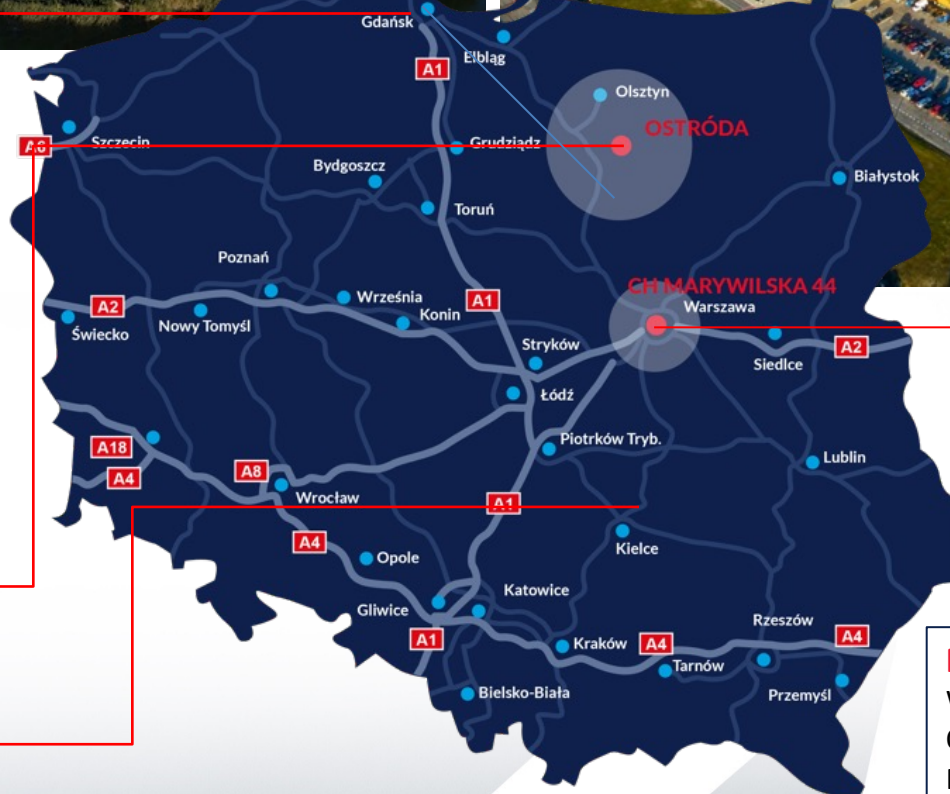 Gdańsk
Elbląg
A1
Olsztyn
OSTRÓDA
A6
Szczecin
Grudziądz
Bydgoszcz
Białystok
Toruń
Poznań
CH MARYWILSKA 44
Warszawa
Września
A1
A2
Konin
Świecko
Nowy Tomyśl
Stryków
A2
Siedlce
Łódź
A18
Piotrków Tryb.
A8
Lublin
A4
Wrocław
A1
A4
Kielce
Opole
Katowice
Gliwice
A1
Rzeszów
Kraków
A4
A4
Tarnów
Bielsko-Biała
Przemyśl